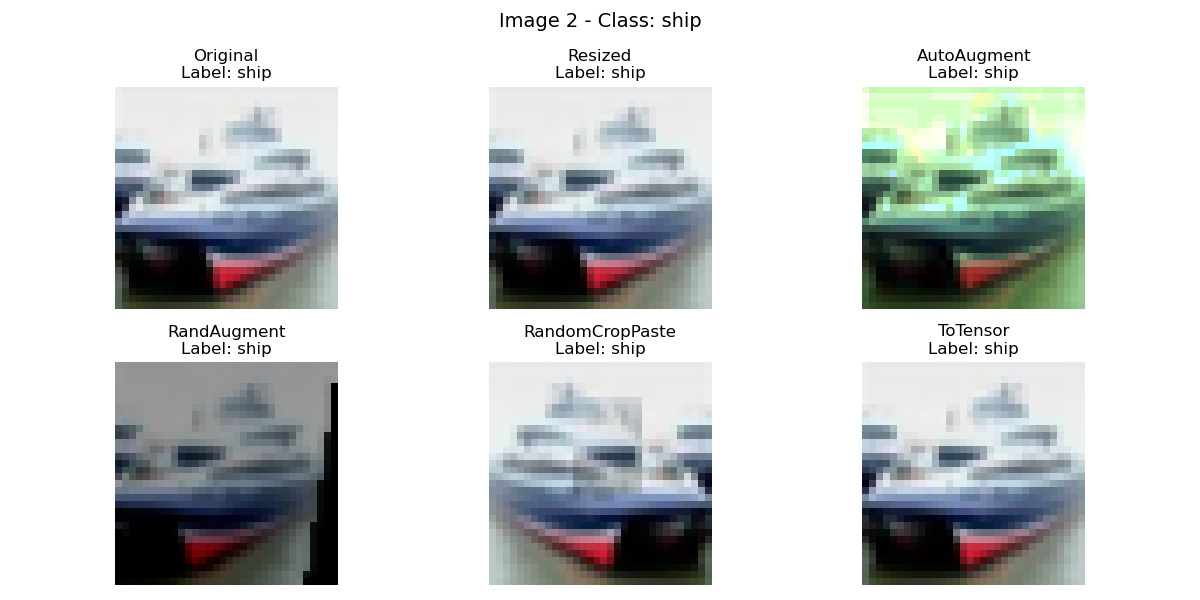 Image 2 - Class: ship
Original
Label: ship
Resized
Label: ship
AutoAugment
Label: ship
RandAugment
Label: ship
RandomCropPaste
Label: ship
ToTensor
Label: ship